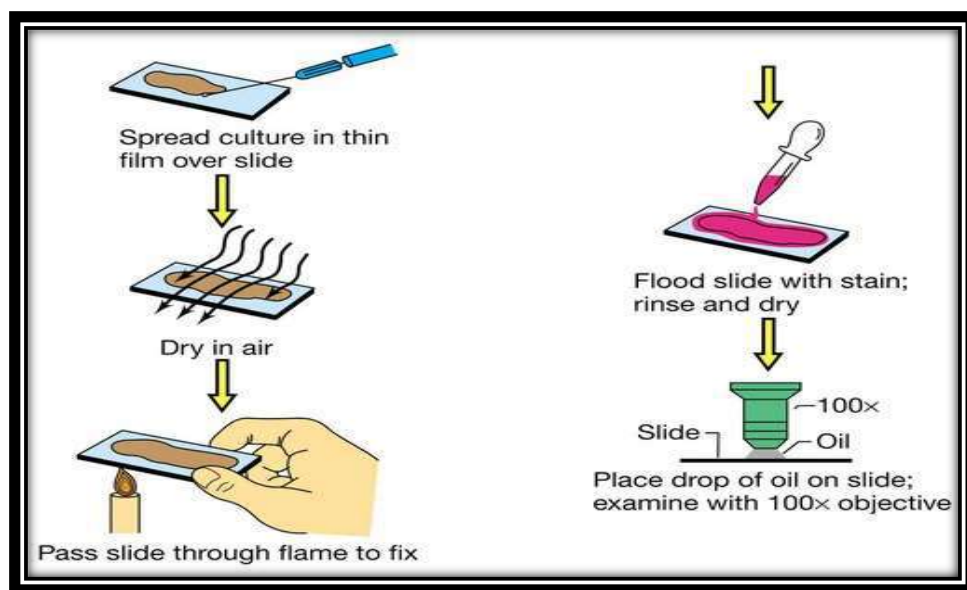 Spread culture in thin
film over slide
Dry in air
Pass slide through flame to fix
Flood slide with stain;
rinse and dry
100×
Slide
Oil
Place drop of oil on slide;
examine with 100× objective